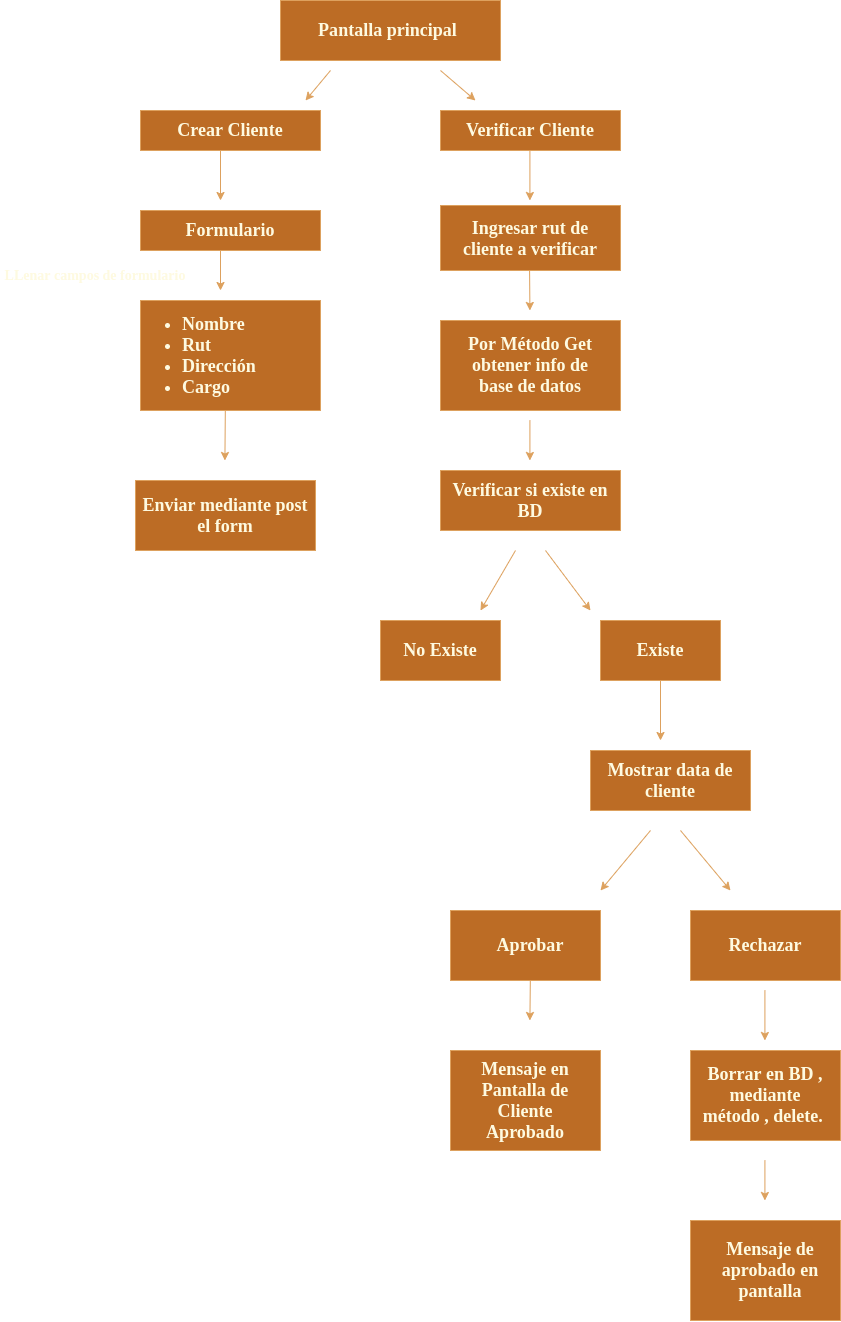 Pantalla principal
Crear Cliente
Verificar Cliente
Formulario
Ingresar rut de
cliente a verificar
LLenar campos de formulario
• Nombre
• Rut
• Dirección
• Cargo
Por Método Get
obtener info de
base de datos
Enviar mediante post
el form
Verificar si existe en
BD
No Existe
Existe
Mostrar data de
cliente
Aprobar
Rechazar
Mensaje en
Pantalla de
Cliente
Aprobado
Borrar en BD ,
mediante
método , delete.
Mensaje de
aprobado en
pantalla